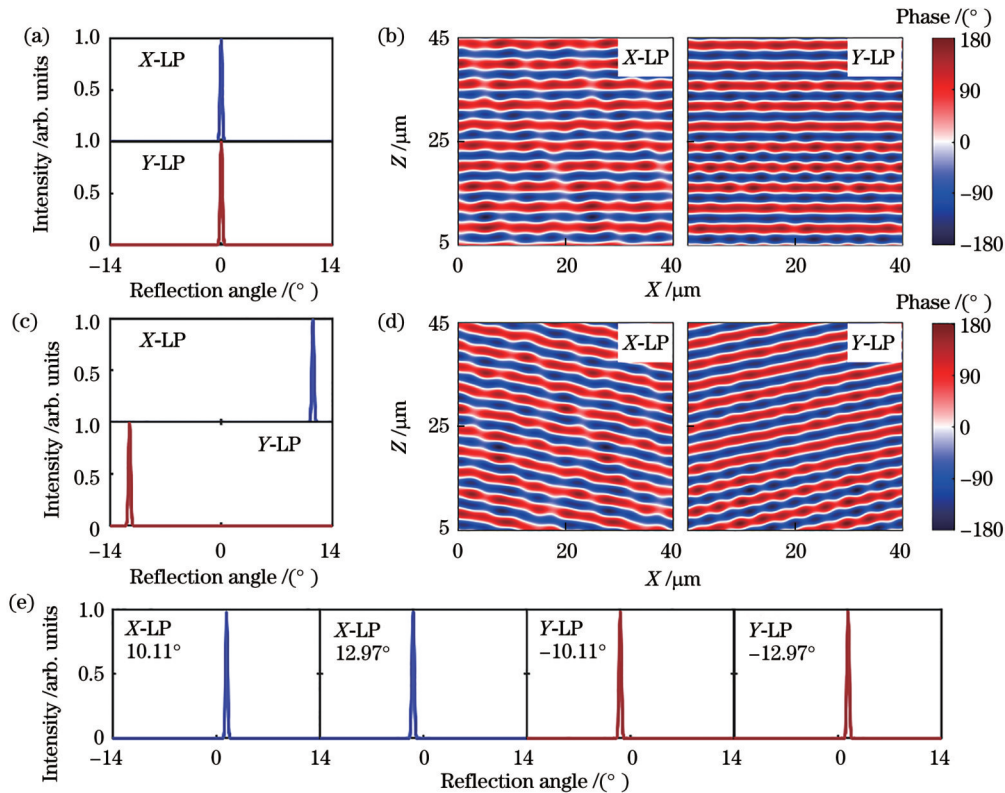 (a)
1.0
X-LP
0.5
1.0
Y-LP
0.5
0
−14
0
14
Intensity /arb. units
Reflection angle /(° )
(b)
45
X-LP
Y-LP
25
5
Z /μm
0
20
40
20
40
X /μm
Phase /(° )
180
90
0
−90
−180
(c)
1.0
X-LP
0.5
1.0
Y-LP
0.5
0
−14
0
14
Intensity /arb. units
Reflection angle /(° )
(d)
45
X-LP
Y-LP
25
5
Z /μm
0
20
40
20
40
X /μm
Phase /(° )
180
90
0
−90
−180
(e)
1.0
0.5
0
Intensity /arb. units
X-LP
10.11°
X-LP
12.97°
Y-LP
−10.11°
Y-LP
−12.97°
−14
0
14
0
14
0
14
0
14
Reflection angle /(° )